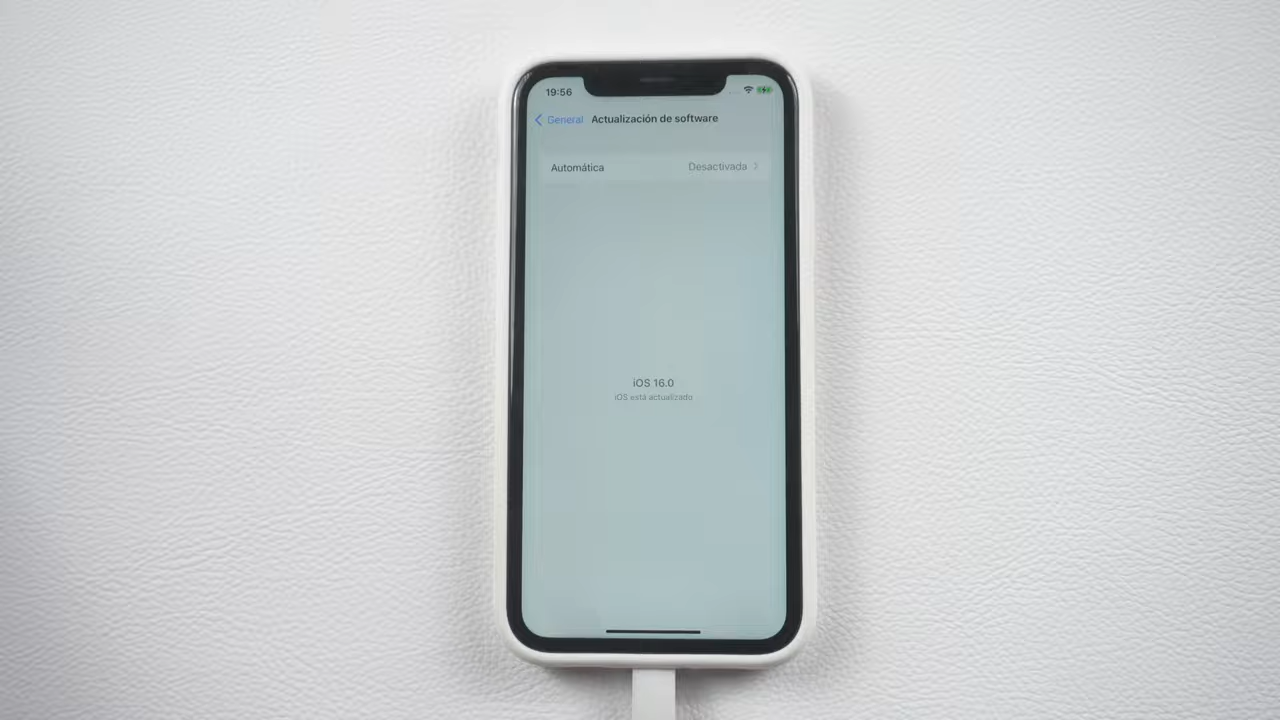 19:56
General Actualización de software
Automática Desactivada
iOS 16.0
iOS está actualizado